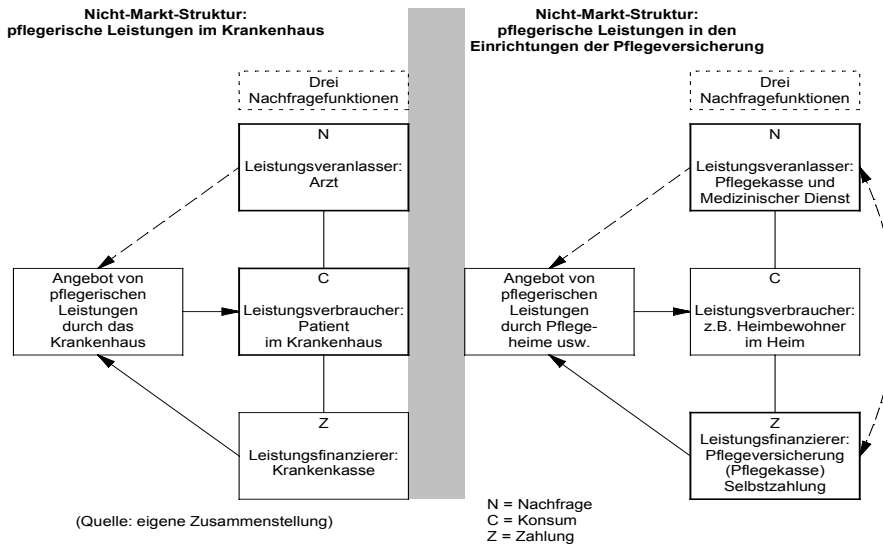 Nicht-Markt-Struktur:
pflegerische Leistungen im Krankenhaus
Drei
Nachfragefunktionen
N
Leistungsveranlasser:
Arzt
Angebot von
pflegerischen
Leistungen
durch das
Krankenhaus
C
Leistungsverbraucher:
Patient
im Krankenhaus
Z
Leistungsfinanzierer:
Krankenkasse
(Quelle: eigene Zusammenstellung)
Nicht-Markt-Struktur:
pflegerische Leistungen in den
Einrichtungen der Pflegeversicherung
Drei
Nachfragefunktionen
N
Leistungsveranlasser:
Pflegekasse und
Medizinischer Dienst
Angebot von
pflegerischen
Leistungen
durch Pflege-
heime usw.
C
Leistungsverbraucher:
z.B. Heimbewohner
im Heim
Z
Leistungsfinanzierer:
Pflegeversicherung
(Pflegekasse)
Selbstzahlung
N = Nachfrage
C = Konsum
Z = Zahlung